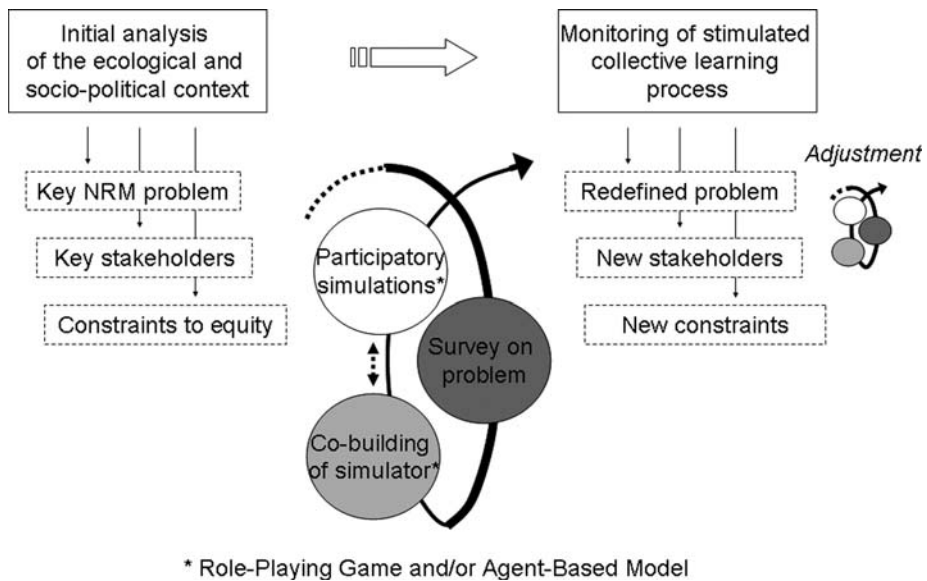 Initial analysis
of the ecological and
socio-political context
Key NRM problem
Key stakeholders
Constraints to equity
Participatory
simulations*
Survey on
problem
Co-building
of simulator*
Monitoring of stimulated
collective learning
process
Redefined problem
New stakeholders
New constraints
Adjustment
* Role-Playing Game and/or Agent-Based Model